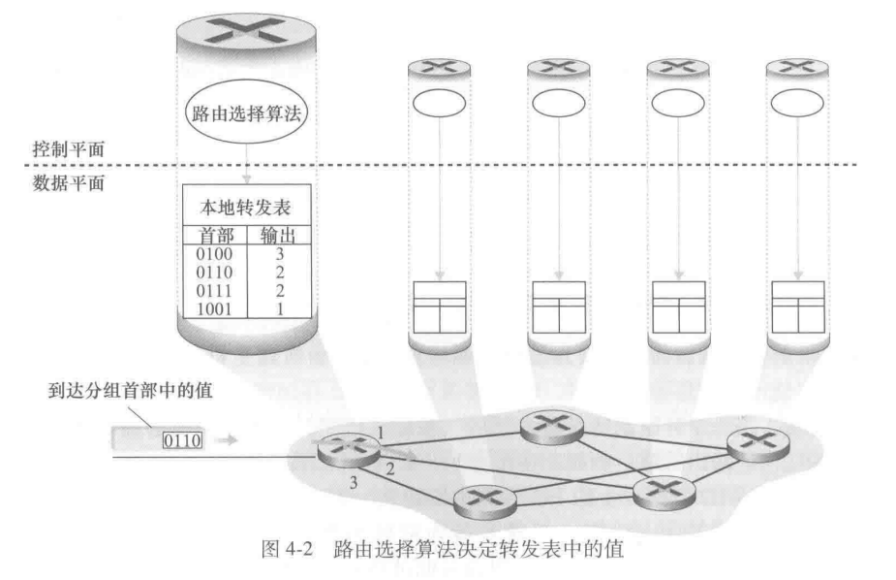 路由选择算法
控制平面
数据平面
本地转发表
首部 输出
0100 3
0110 2
0111 2
1001 1
到达分组首部中的值
0110
1
2
3
图 4-2 路由选择算法决定转发表中的值